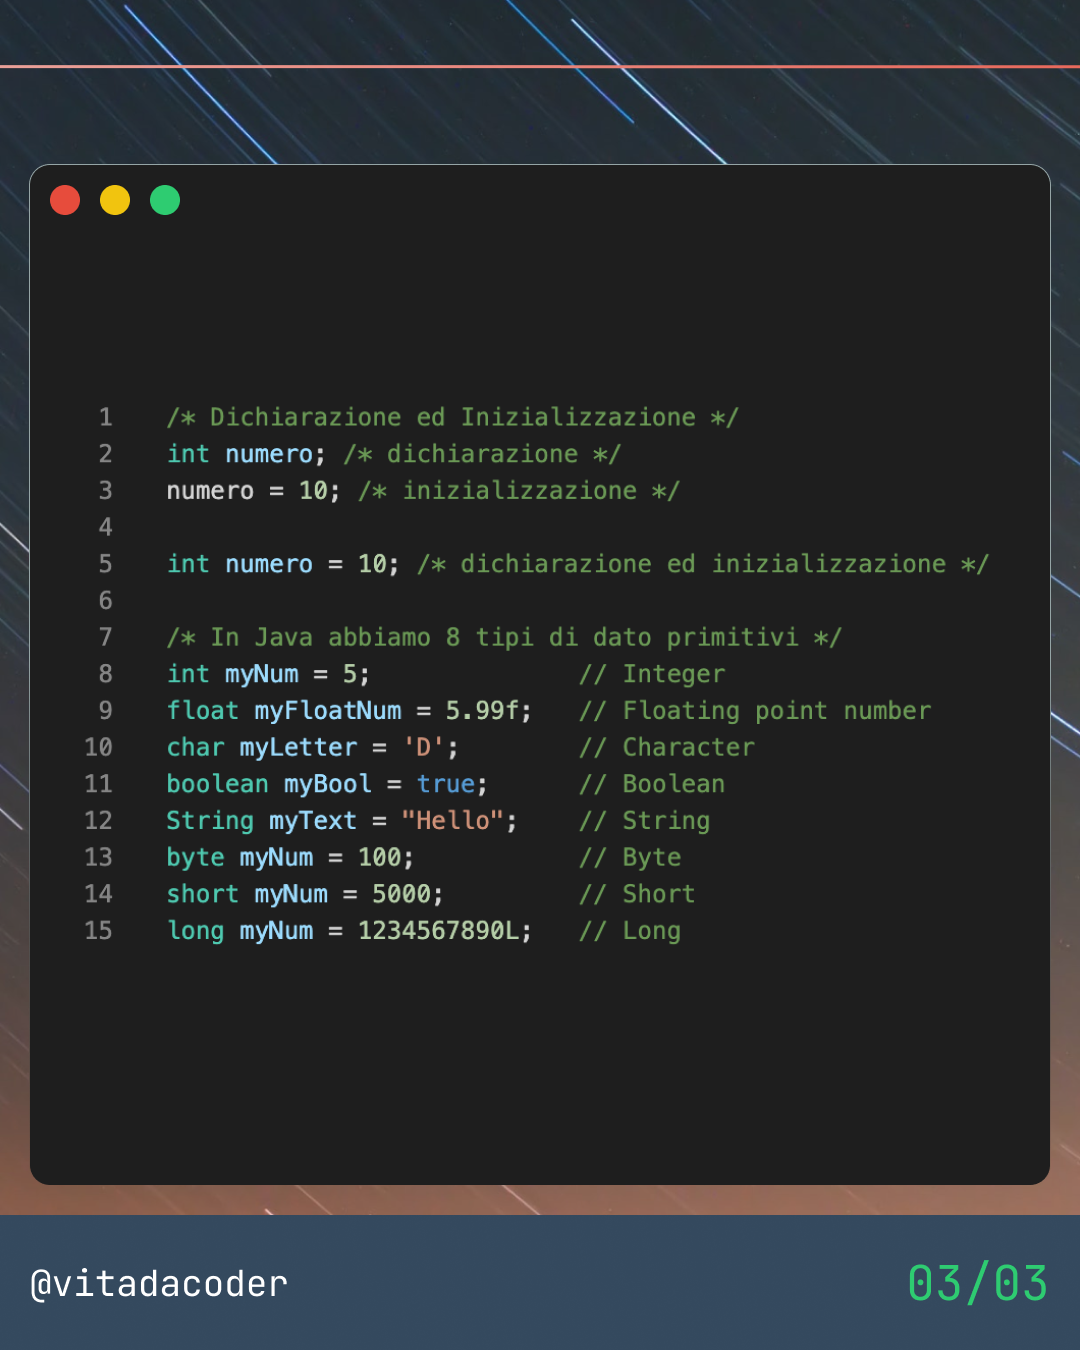 1 /* Dichiarazione ed Inizializzazione */
2 int numero; /* dichiarazione */
3 numero = 10; /* inizializzazione */
4
5 int numero = 10; /* dichiarazione ed inizializzazione */
6
7 /* In Java abbiamo 8 tipi di dato primitivi */
8 int myNum = 5; // Integer
9 float myFloatNum = 5.99f; // Floating point number
10 char myLetter = 'D'; // Character
11 boolean myBool = true; // Boolean
12 String myText = "Hello"; // String
13 byte myNum = 100; // Byte
14 short myNum = 5000; // Short
15 long myNum = 1234567890L; // Long
@vitadacoder 03/03